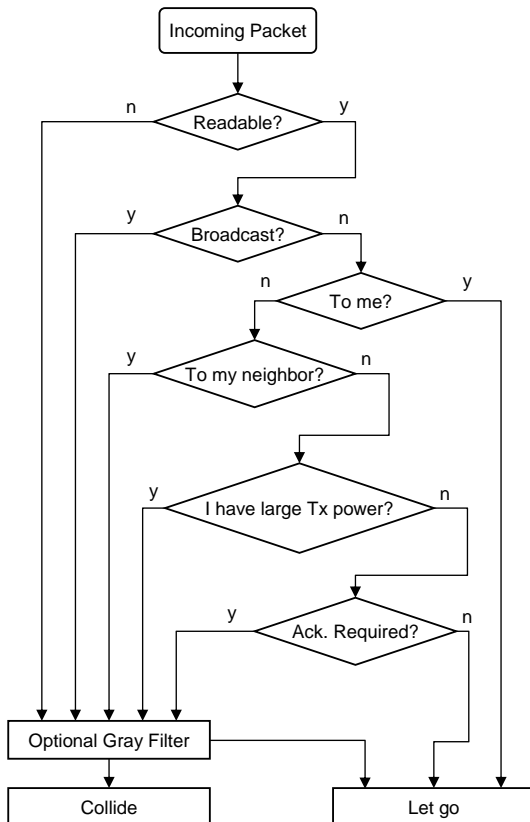 Incoming Packet
n
y
Readable?
y
n
Broadcast?
n
y
To me?
y
n
To my neighbor?
y
n
I have large Tx power?
y
n
Ack. Required?
Optional Gray Filter
Collide
Let go